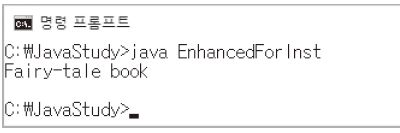 명령 프롬프트
C:₩JavaStudy>java EnhancedForInst
Fairy-tale book
C:₩JavaStudy>_